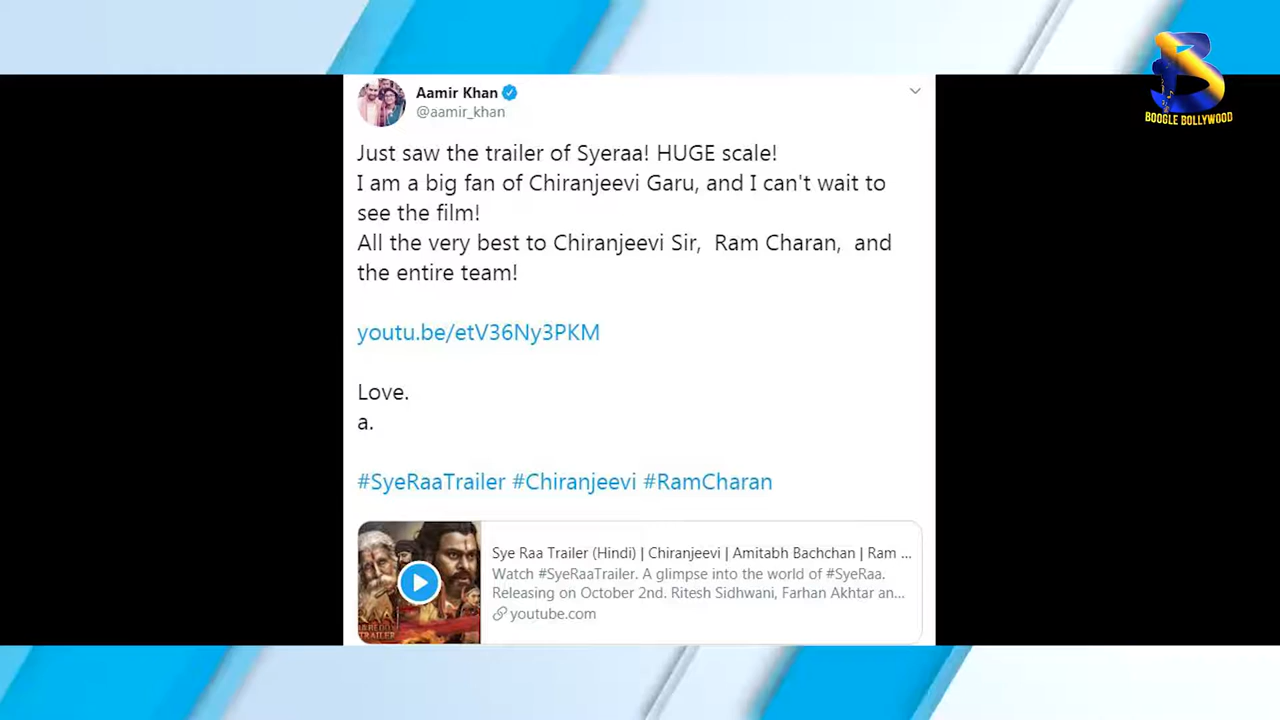 Aamir Khan
@aamir_khan
Just saw the trailer of Syeraa! HUGE scale!
I am a big fan of Chiranjeevi Garu, and I can't wait to
see the film!
All the very best to Chiranjeevi Sir,  Ram Charan,  and
the entire team!
youtu.be/etV36Ny3PKM
Love.
a.
#SyeRaaTrailer #Chiranjeevi #RamCharan
Sye Raa Trailer (Hindi) | Chiranjeevi | Amitabh Bachchan | Ram ...
Watch #SyeRaaTrailer. A glimpse into the world of #SyeRaa.
Releasing on October 2nd. Ritesh Sidhwani, Farhan Akhtar an...
youtube.com
TRAILER
B
BOOGLE BOLLYWOOD